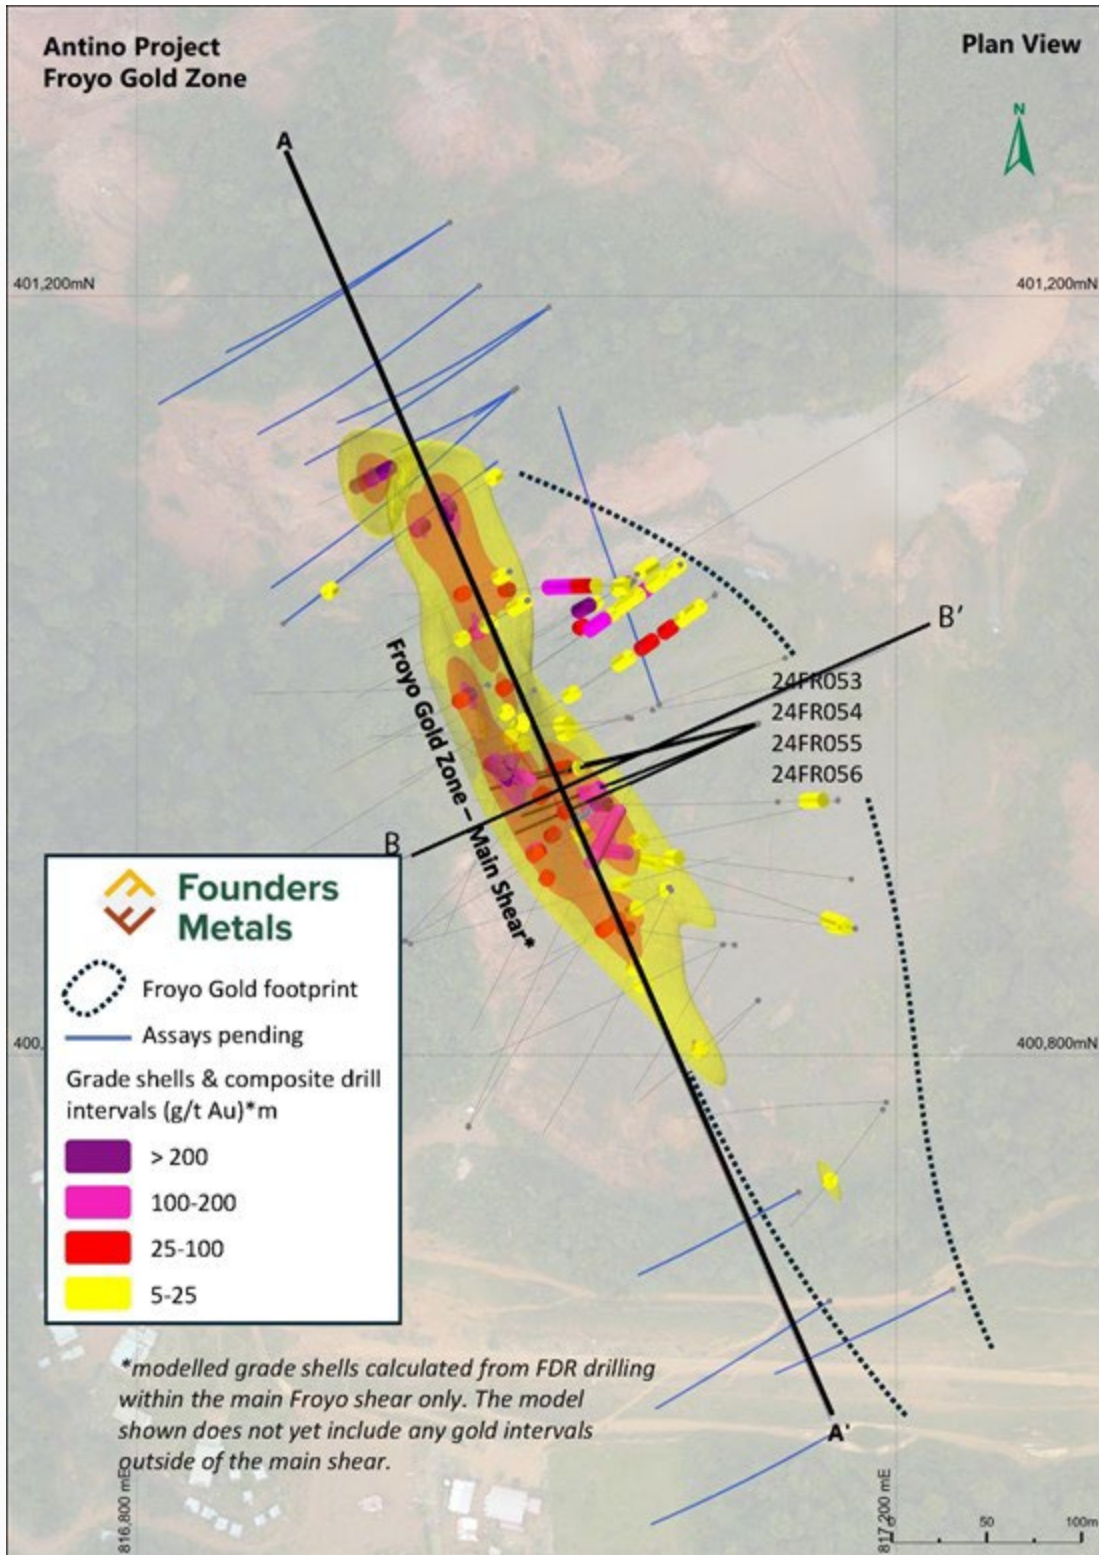 Antino Project
Froyo Gold Zone
Plan View
N
A
401,200mN
401,200mN
B'
24FR053
24FR054
24FR055
24FR056
Froyo Gold Zone – Main Shear*
B
Founders
Metals
Froyo Gold footprint
Assays pending
400,
400,800mN
Grade shells & composite drill
intervals (g/t Au)*m
> 200
100-200
25-100
5-25
*modelled grade shells calculated from FDR drilling
within the main Froyo shear only. The model
shown does not yet include any gold intervals
outside of the main shear.
A'
816,800 mE
817,200 mE
0 50 100m